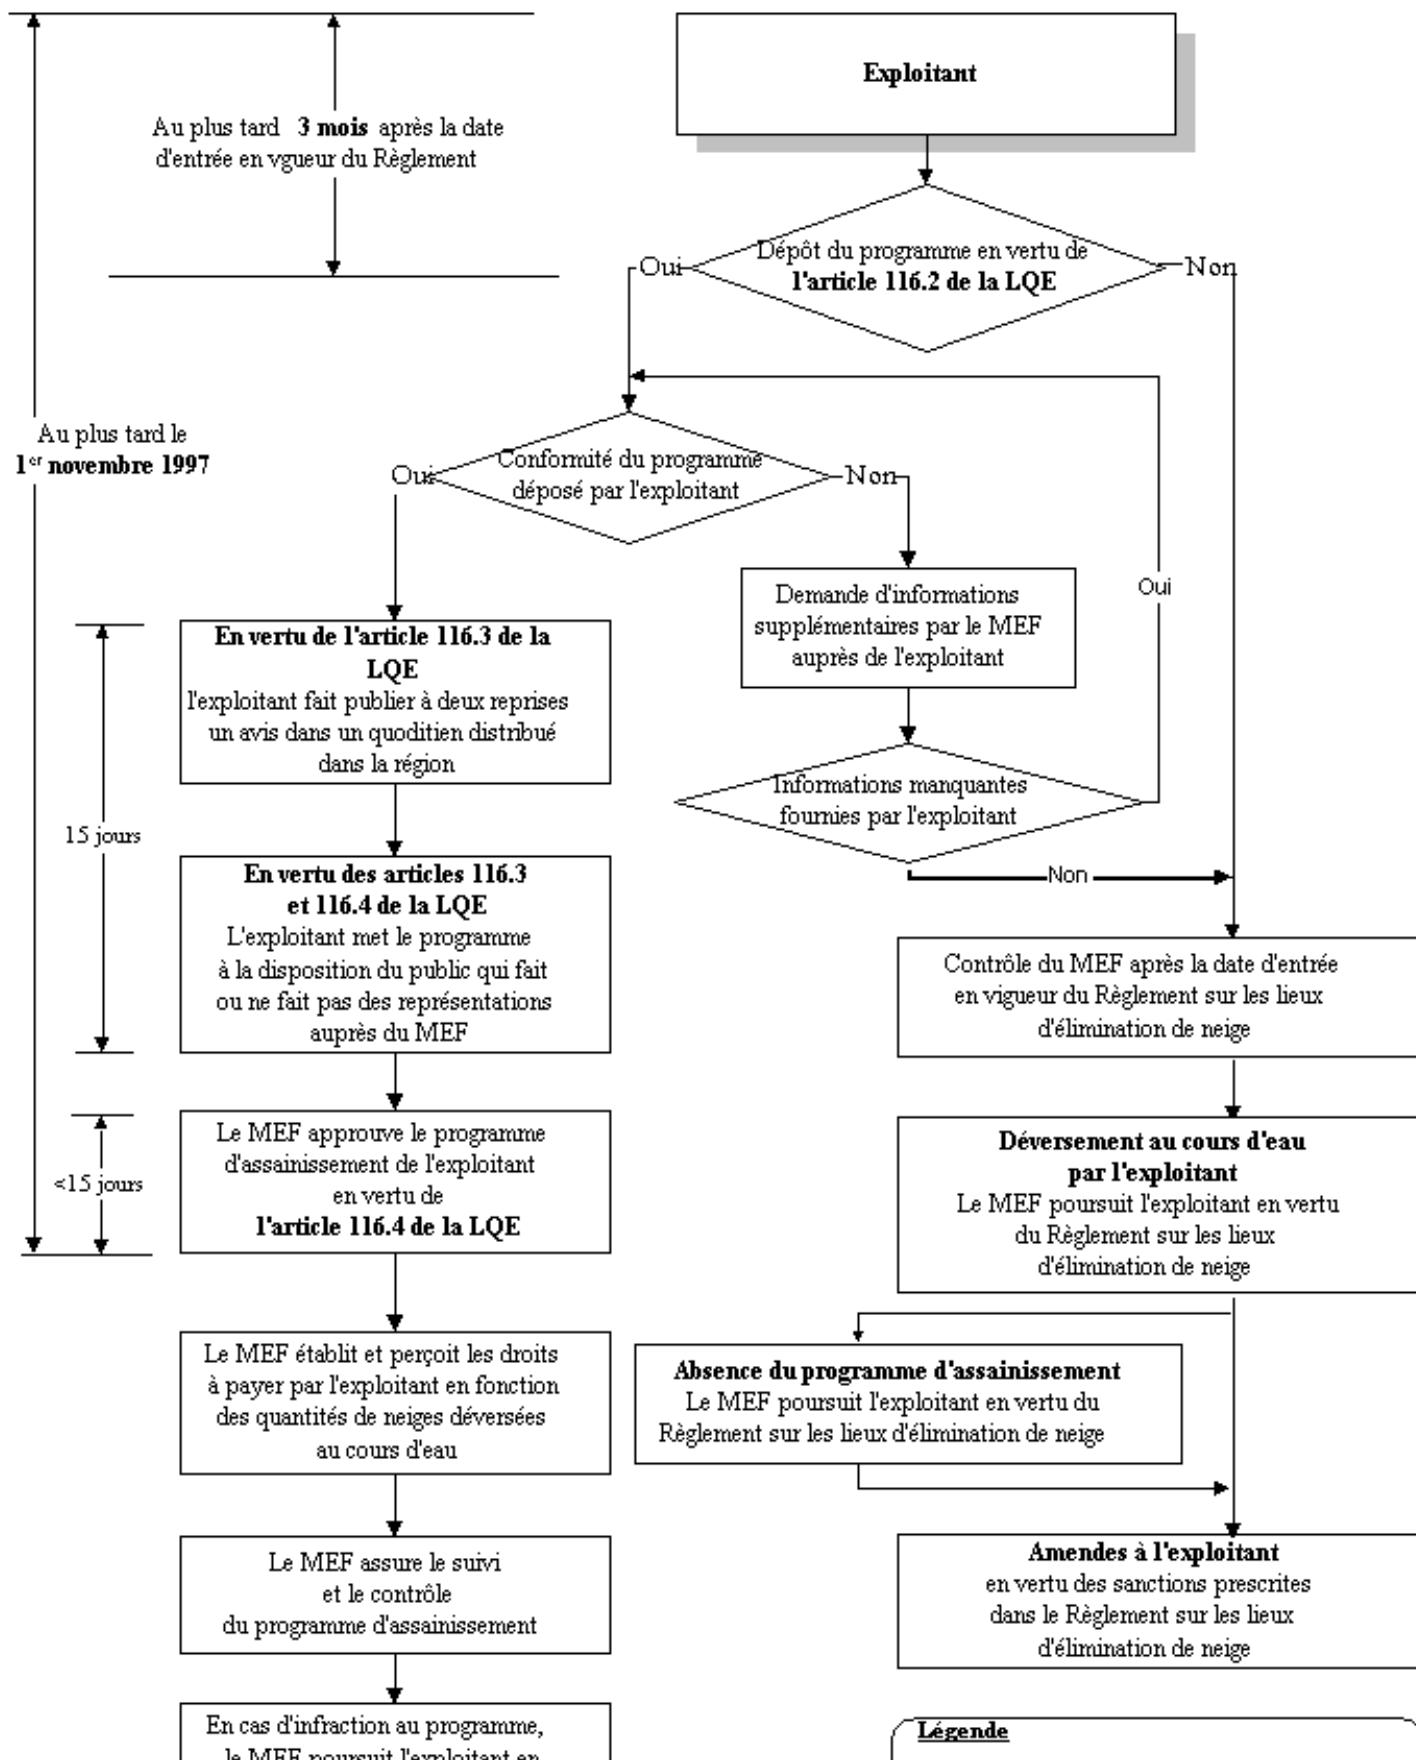 Exploitant
Au plus tard 3 mois après la date
d'entrée en vgueur du Règlement
Dépôt du programme en vertu de
l'article 116.2 de la LQE
Oui
Non
Au plus tard le
1er novembre 1997
Conformité du programme
déposé par l'exploitant
Oui
Non
Demande d'informations
supplémentaires par le MEF
auprès de l'exploitant
Oui
En vertu de l'article 116.3 de la
LQE
l'exploitant fait publier à deux reprises
un avis dans un quoditien distribué
dans la région
Informations manquantes
fournies par l'exploitant
15 jours
Non
En vertu des articles 116.3
et 116.4 de la LQE
L'exploitant met le programme
à la disposition du public qui fait
ou ne fait pas des représentations
auprès du MEF
Contrôle du MEF après la date d'entrée
en vigueur du Règlement sur les lieux
d'élimination de neige
<15 jours
Le MEF approuve le programme
d'assainissement de l'exploitant
en vertu de
l'article 116.4 de la LQE
Déversement au cours d'eau
par l'exploitant
Le MEF poursuit l'exploitant en vertu
du Règlement sur les lieux
d'élimination de neige
Le MEF établit et perçoit les droits
à payer par l'exploitant en fonction
des quantités de neiges déversées
au cours d'eau
Absence du programme d'assainissement
Le MEF poursuit l'exploitant en vertu du
Règlement sur les lieux d'élimination de neige
Le MEF assure le suivi
et le contrôle
du programme d'assainissement
Amendes à l'exploitant
en vertu des sanctions prescrites
dans le Règlement sur les lieux
d'élimination de neige
En cas d'infraction au programme,
le MEF poursuit l'exploitant en
Légende